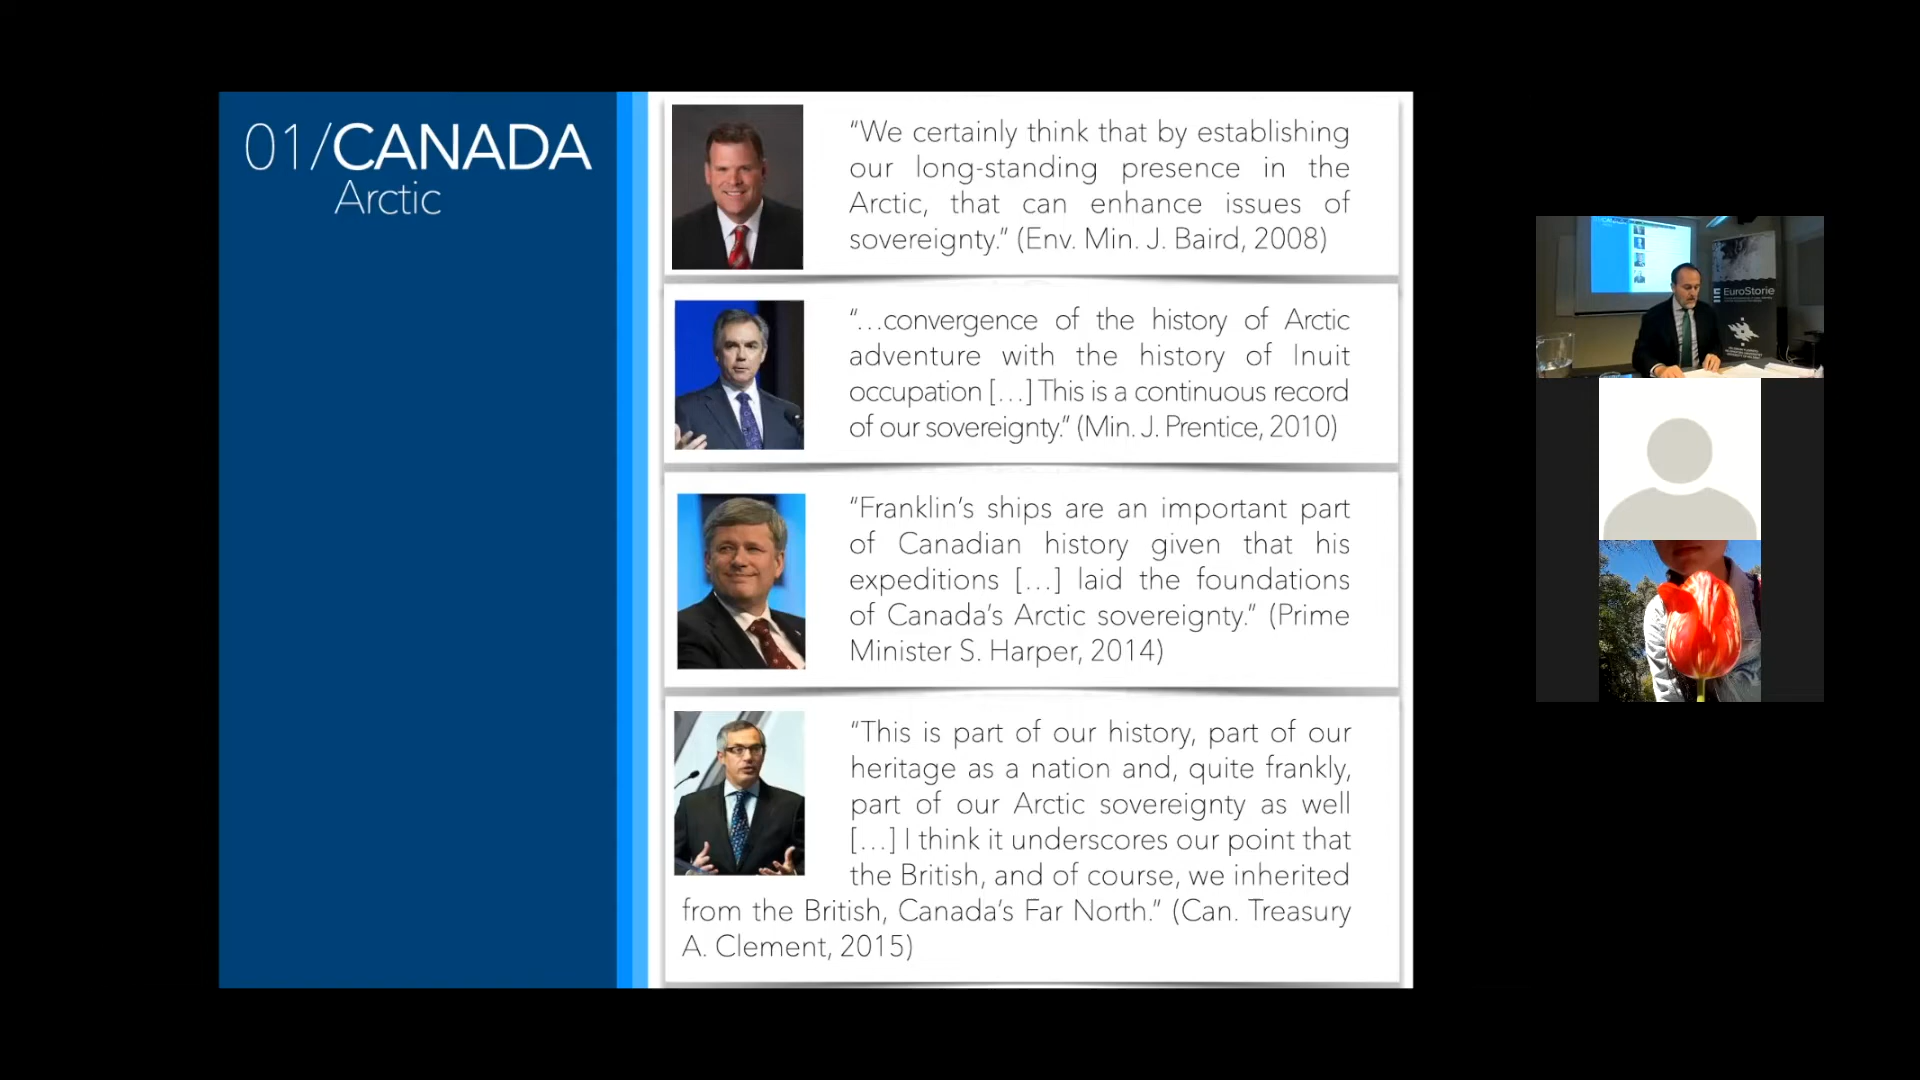 01/CANADA
Arctic
“We certainly think that by establishing
our long-standing presence in the
Arctic, that can enhance issues of
sovereignty.” (Env. Min. J. Baird, 2008)
“…convergence of the history of Arctic
adventure with the history of Inuit
occupation […] This is a continuous record
of our sovereignty.” (Min. J. Prentice, 2010)
“Franklin’s ships are an important part
of Canadian history given that his
expeditions […] laid the foundations
of Canada’s Arctic sovereignty.” (Prime
Minister S. Harper, 2014)
“This is part of our history, part of our
heritage as a nation and, quite frankly,
part of our Arctic sovereignty as well
[…] I think it underscores our point that
the British, and of course, we inherited
from the British, Canada’s Far North.” (Can. Treasury
A. Clement, 2015)
EuroStorie